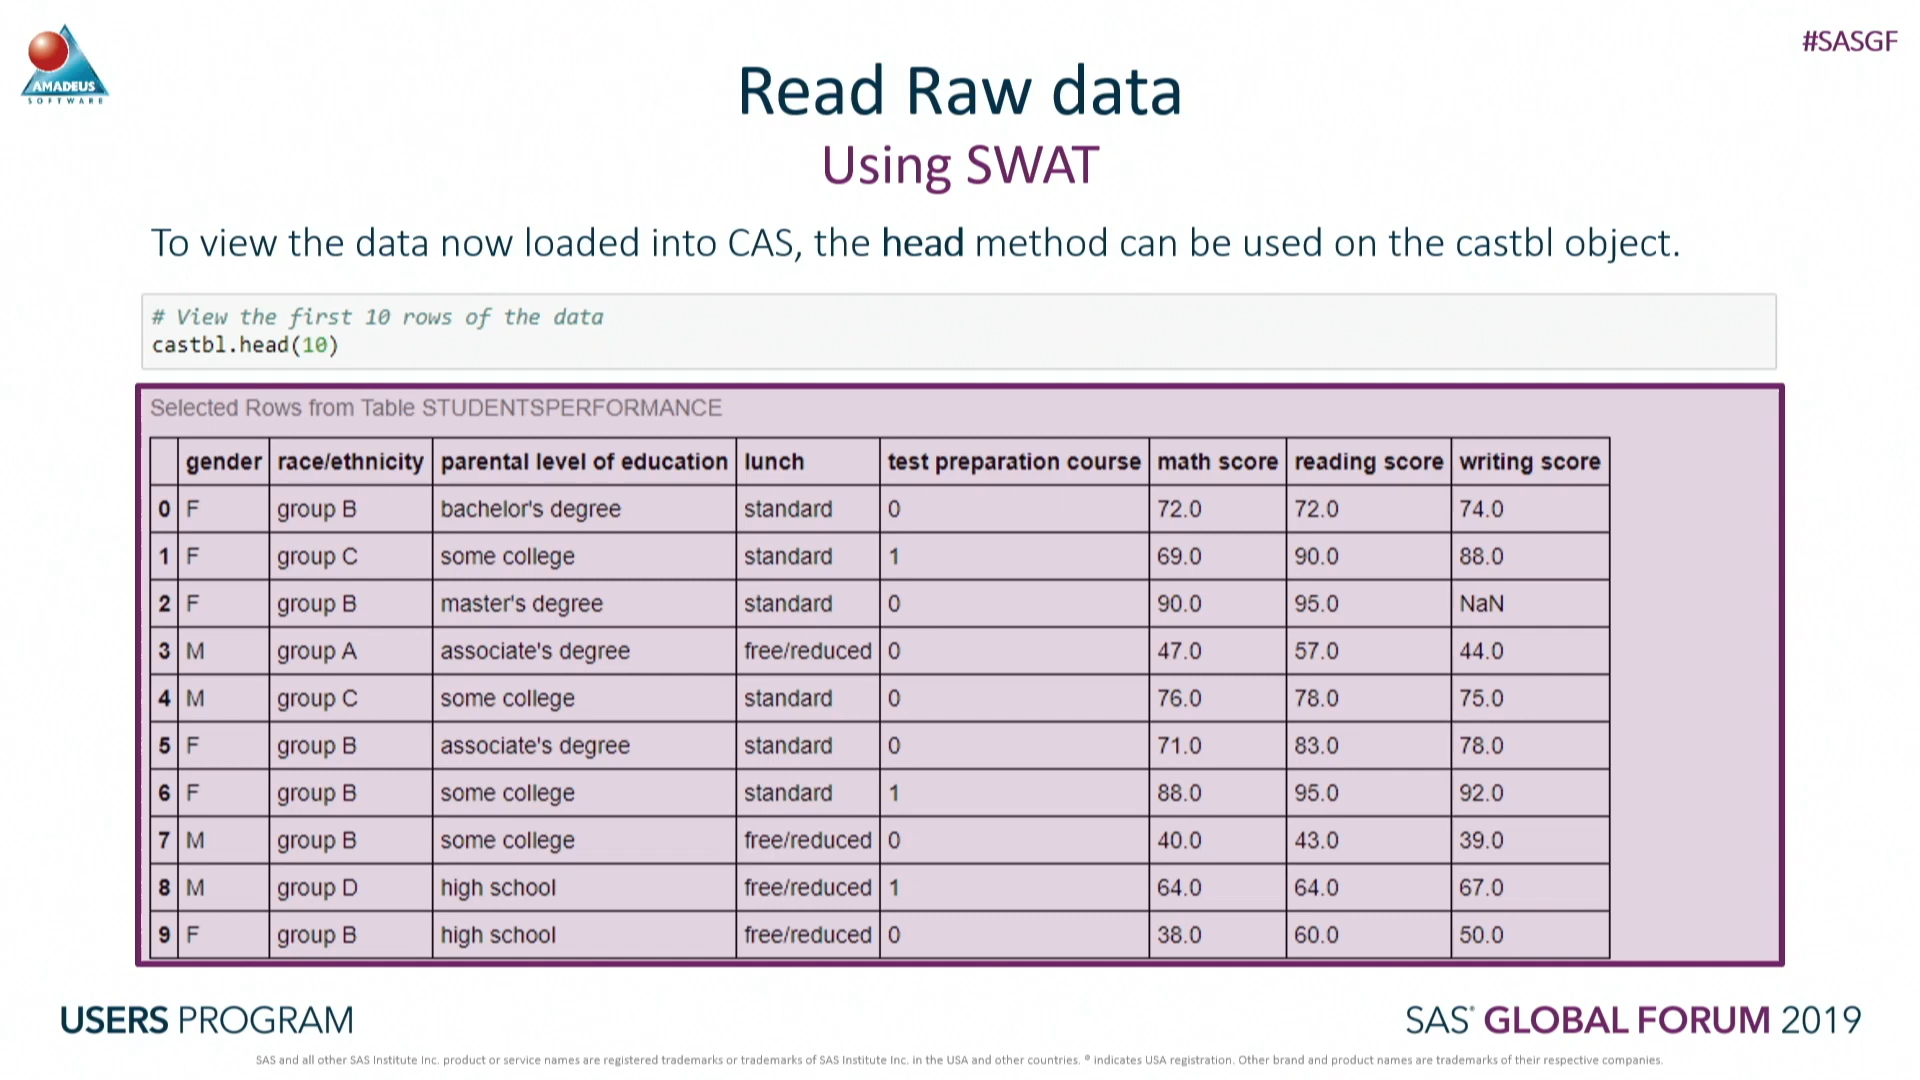 AMADEUS
SOFTWARE
#SASGF
Read Raw data
Using SWAT
To view the data now loaded into CAS, the head method can be used on the castbl object.
# View the first 10 rows of the data
castbl.head(10)
Selected Rows from Table STUDENTSPERFORMANCE
gender race/ethnicity parental level of education lunch test preparation course math score reading score writing score
0 F group B bachelor's degree standard 0 72.0 72.0 74.0
1 F group C some college standard 1 69.0 90.0 88.0
2 F group B master's degree standard 0 90.0 95.0 NaN
3 M group A associate's degree free/reduced 0 47.0 57.0 44.0
4 M group C some college standard 0 76.0 78.0 75.0
5 F group B associate's degree standard 0 71.0 83.0 78.0
6 F group B some college standard 1 88.0 95.0 92.0
7 M group B some college free/reduced 0 40.0 43.0 39.0
8 M group D high school free/reduced 1 64.0 64.0 67.0
9 F group B high school free/reduced 0 38.0 60.0 50.0
USERS PROGRAM
SAS® GLOBAL FORUM 2019
SAS and all other SAS Institute Inc. product or service names are registered trademarks or trademarks of SAS Institute Inc. in the USA and other countries. ® indicates USA registration. Other brand and product names are trademarks of their respective companies.